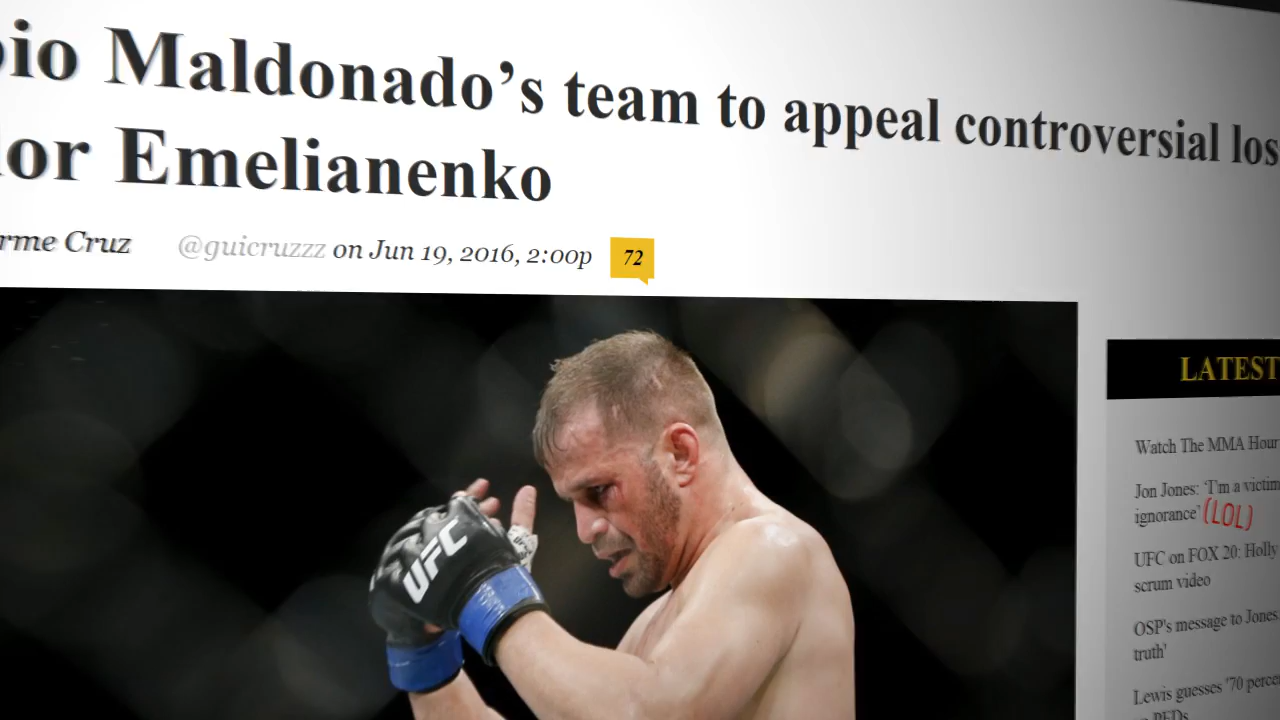 bio Maldonado's team to appeal controversial los
dor Emelianenko
rme Cruz @guicruzzz on Jun 19, 2016, 2:00p 72
UFC
LATEST
Watch The MMA Hour
Jon Jones: 'I'm a victim
ignorance' (LOL)
UFC on FOX 20: Holly
scrum video
OSP's message to Jones
truth'
Lewis guesses '70 perce
on PEDs